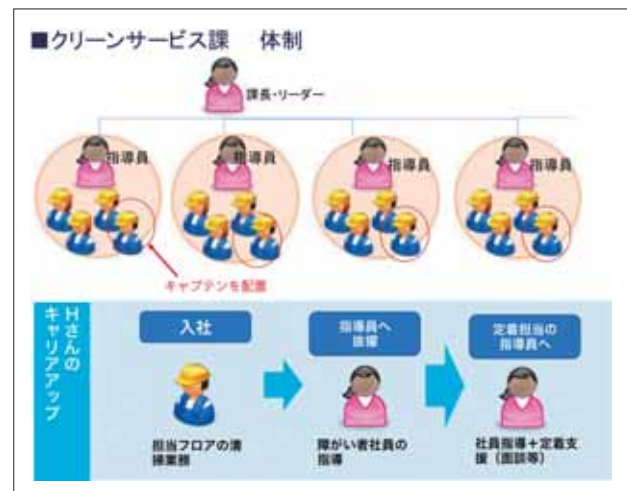 ■クリーンサービス課 体制
課長・リーダー
指導員
指導員
指導員
指導員
キャプテンを配置
Hさんの
キャリアアップ
入社
指導員へ
抜擢
定着担当の
指導員へ
担当フロアの清
掃業務
障がい者社員の
指導
社員指導+定着支
援（面談等）